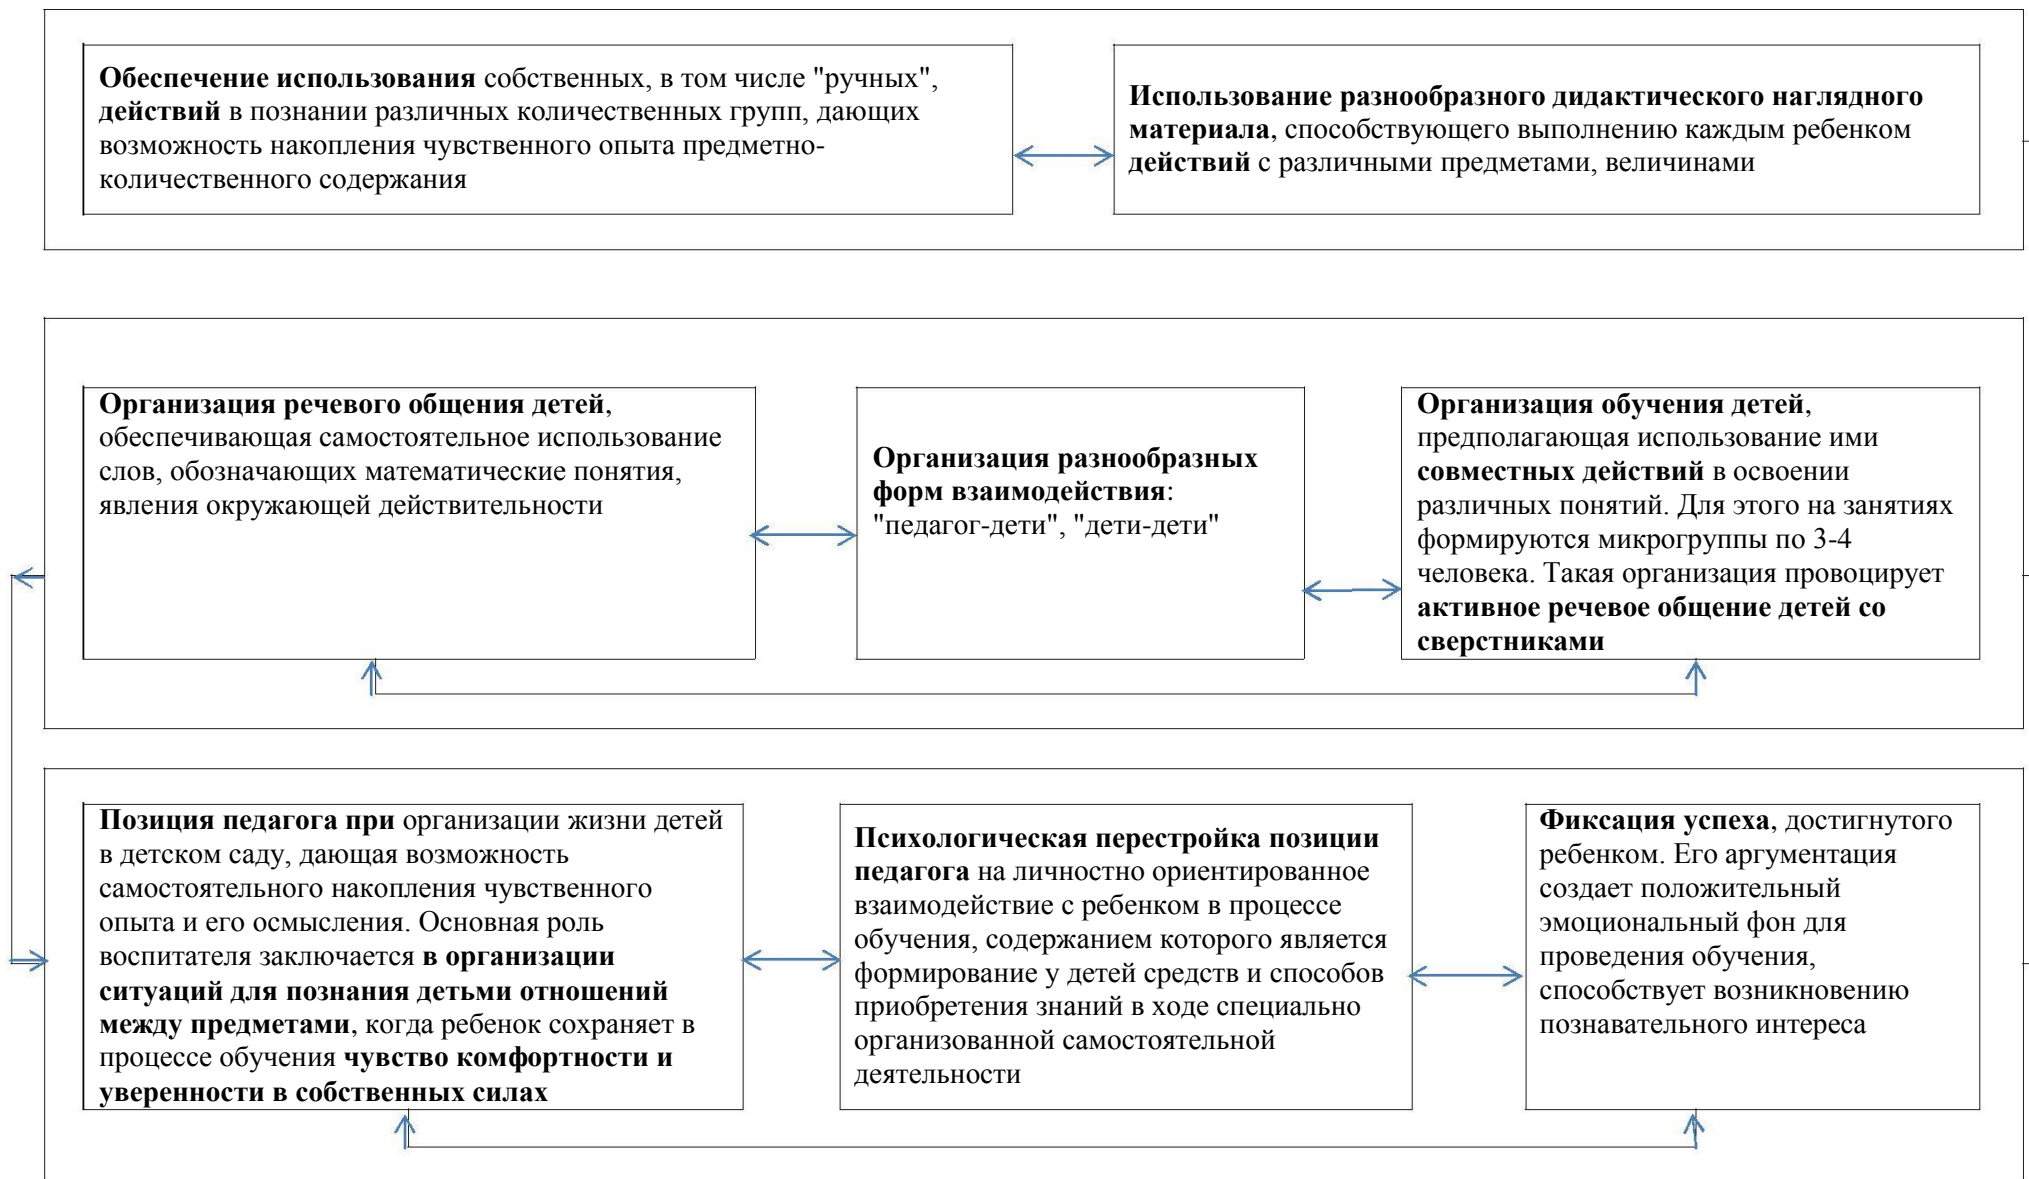 Обеспечение использования собственных, в том числе "ручных",
действий в познании различных количественных групп, дающих
возможность накопления чувственного опыта предметно-
количественного содержания
Использование разнообразного дидактического наглядного
материала, способствующего выполнению каждым ребенком
действий с различными предметами, величинами
Организация речевого общения детей,
обеспечивающая самостоятельное использование
слов, обозначающих математические понятия,
явления окружающей действительности
Организация разнообразных
форм взаимодействия:
"педагог-дети", "дети-дети"
Организация обучения детей,
предполагающая использование ими
совместных действий в освоении
различных понятий. Для этого на занятиях
формируются микрогруппы по 3-4
человека. Такая организация провоцирует
активное речевое общение детей со
сверстниками
Позиция педагога при организации жизни детей
в детском саду, дающая возможность
самостоятельного накопления чувственного
опыта и его осмысления. Основная роль
воспитателя заключается в организации
ситуаций для познания детьми отношений
между предметами, когда ребенок сохраняет в
процессе обучения чувство комфортности и
уверенности в собственных силах
Психологическая перестройка позиции
педагога на личностно ориентированное
взаимодействие с ребенком в процессе
обучения, содержанием которого является
формирование у детей средств и способов
приобретения знаний в ходе специально
организованной самостоятельной
деятельности
Фиксация успеха, достигнутого
ребенком. Его аргументация
создает положительный
эмоциональный фон для
проведения обучения,
способствует возникновению
познавательного интереса